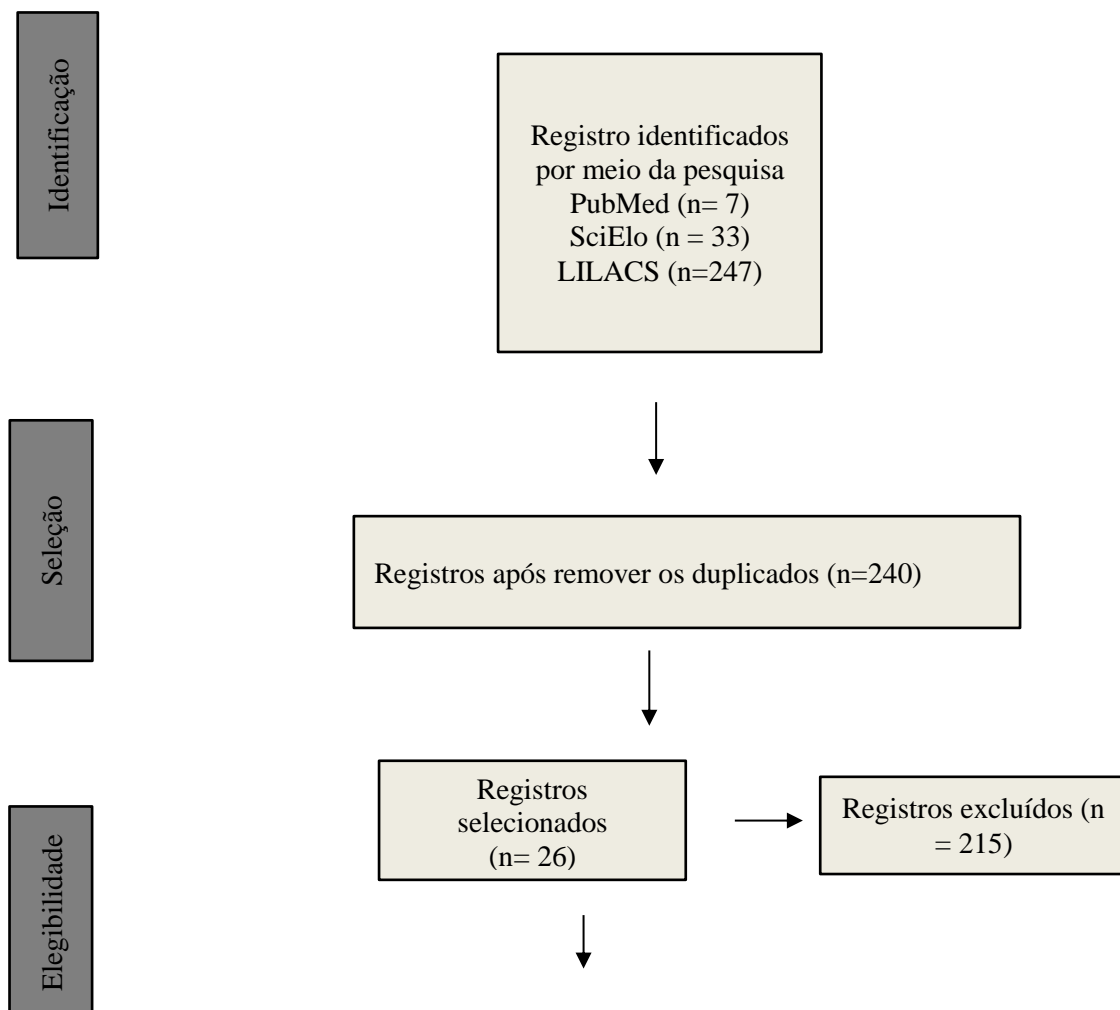 Identificação
Registro identificados
por meio da pesquisa
PubMed (n= 7)
SciElo (n = 33)
LILACS (n=247)
Seleção
Registros após remover os duplicados (n=240)
Elegibilidade
Registros
selecionados
(n= 26)
Registros excluídos (n
= 215)